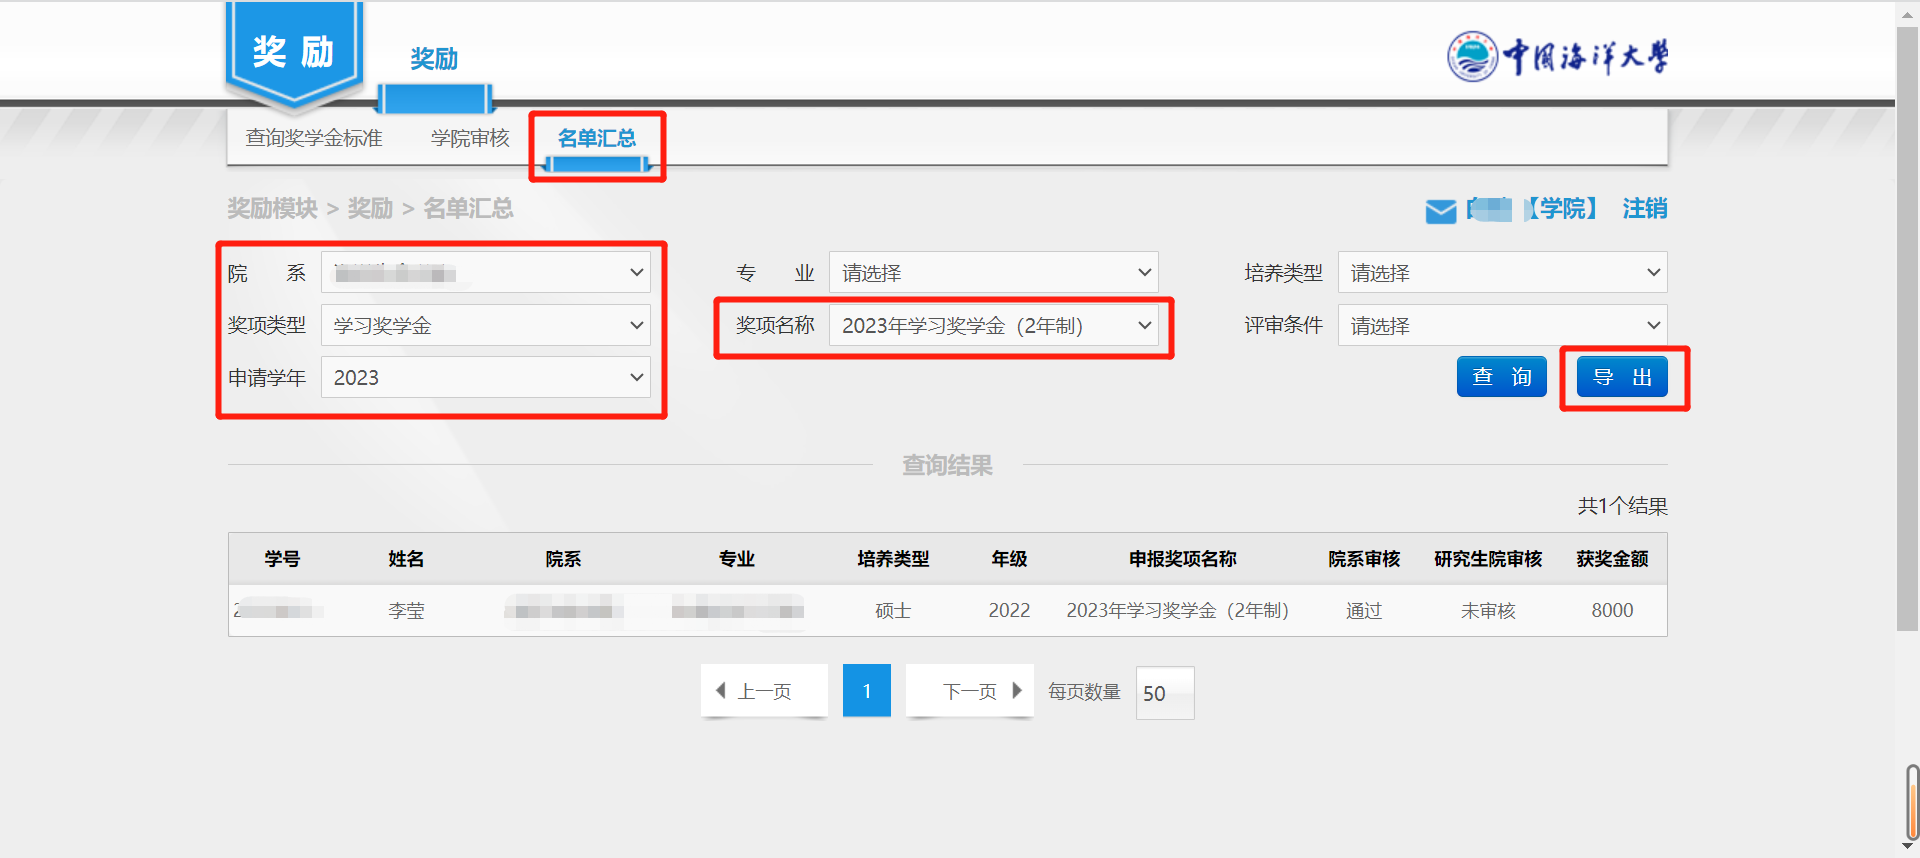 奖 励
奖励
中国海洋大学
查询奖学金标准 学院审核 名单汇总
奖励模块 > 奖励 > 名单汇总
【学院】 注销
院 系 专 业 请选择 培养类型 请选择
奖项类型 学习奖学金 奖项名称 2023年学习奖学金（2年制） 评审条件 请选择
申请学年 2023 查 询 导 出
查询结果
共1个结果
学号 姓名 院系 专业 培养类型 年级 申报奖项名称 院系审核 研究生院审核 获奖金额
2 李莹 硕士 2022 2023年学习奖学金（2年制） 通过 未审核 8000
上一页 1 下一页 每页数量 50